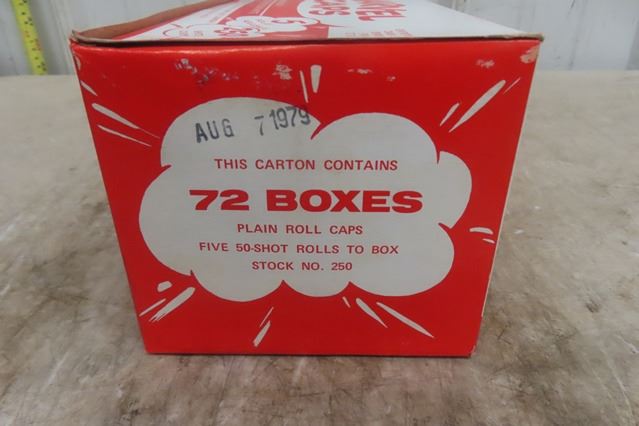 AUG 7 1979
THIS CARTON CONTAINS
72 BOXES
PLAIN ROLL CAPS
FIVE 50-SHOT ROLLS TO BOX
STOCK NO. 250